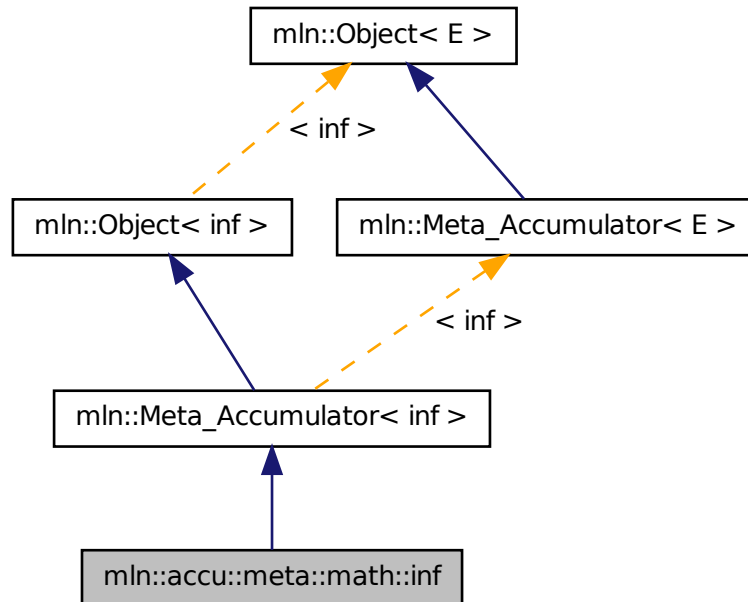 mln::Object< E >
< inf >
mln::Object< inf >
mln::Meta_Accumulator< E >
< inf >
mln::Meta_Accumulator< inf >
mln::accu::meta::math::inf